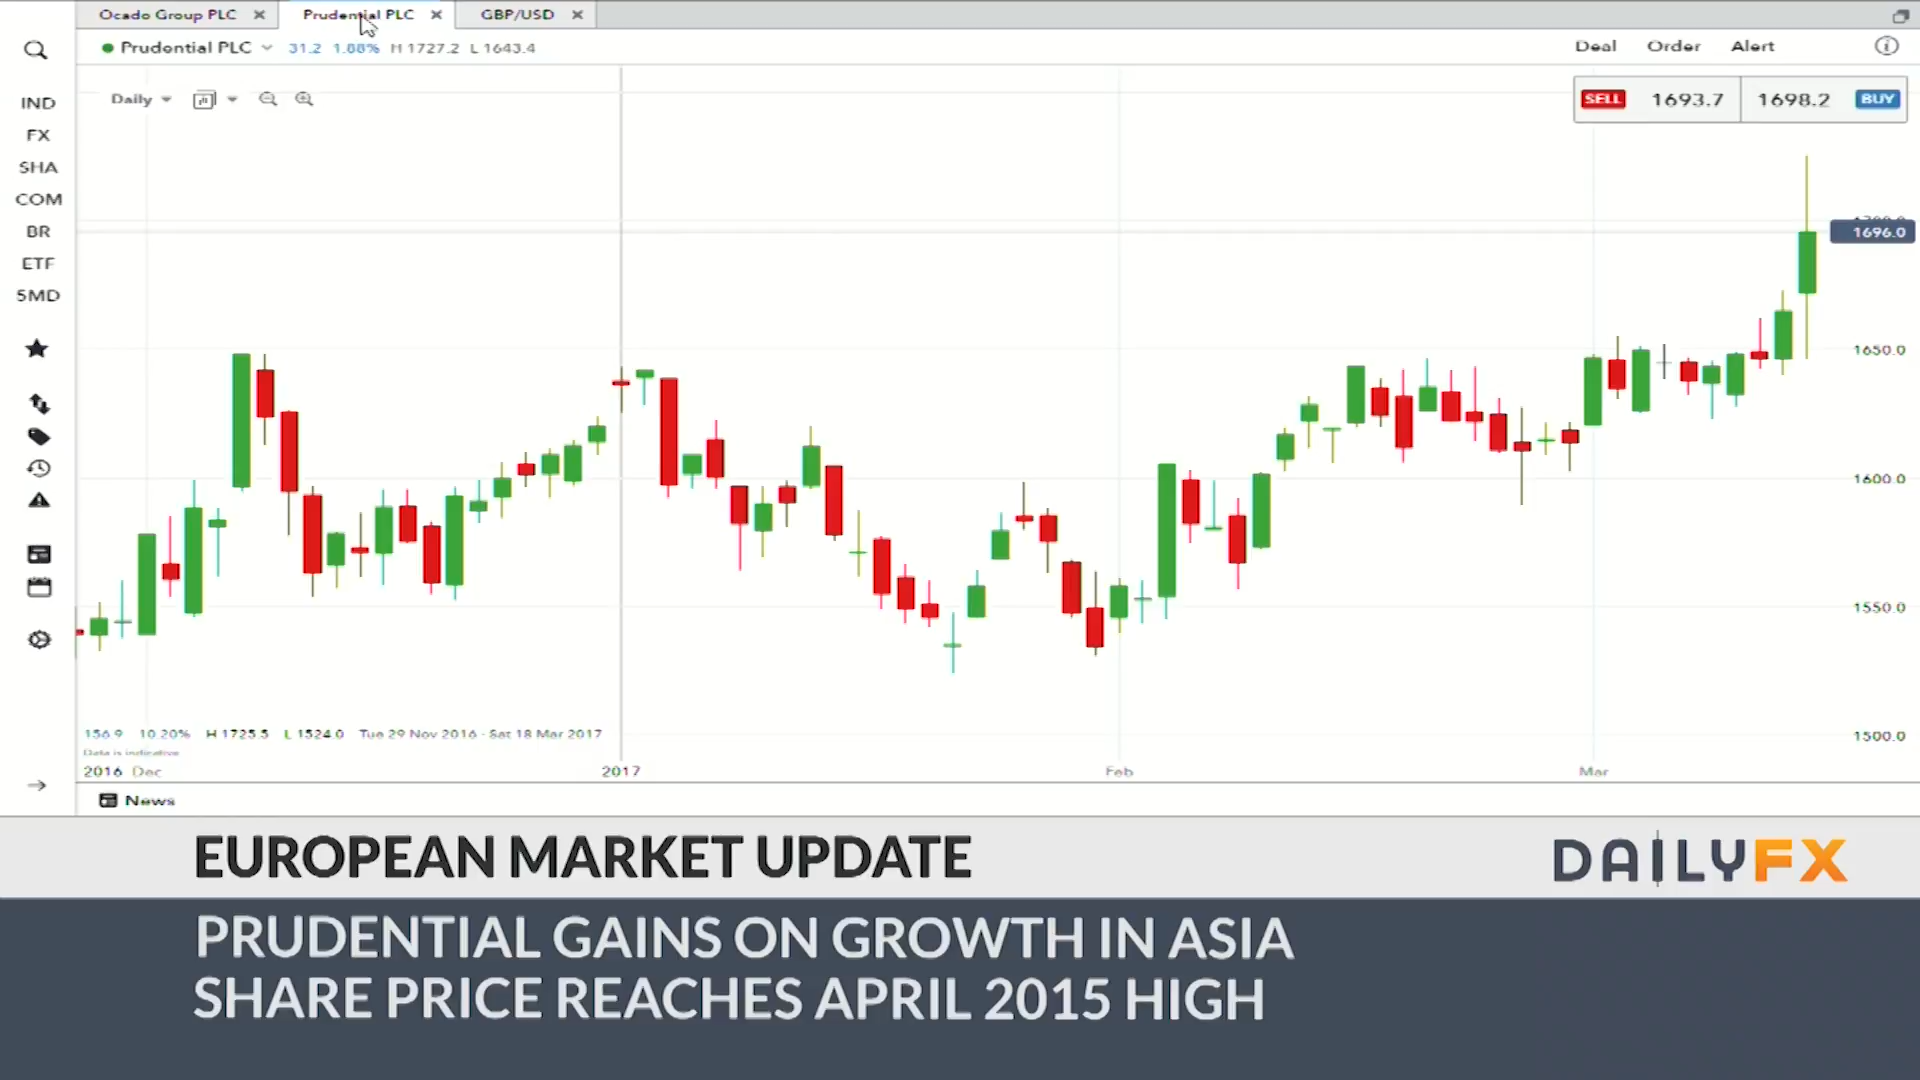 Ocado Group PLC
Prudential PLC
GBP/USD
Prudential PLC 31.2 1.88% H 1727.2 L 1643.4
Deal Order Alert
Daily
SELL 1693.7 1698.2 BUY
IND
FX
SHA
COM
BR
ETF
5MD
1696.0
1650.0
1600.0
1550.0
1500.0
156.9 10.20% H 1725.5 L 1524.0 Tue 29 Nov 2016 - Sat 18 Mar 2017
Data is indicative
2016 Dec 2017 Feb Mar
News
EUROPEAN MARKET UPDATE
DAILYFX
PRUDENTIAL GAINS ON GROWTH IN ASIA
SHARE PRICE REACHES APRIL 2015 HIGH